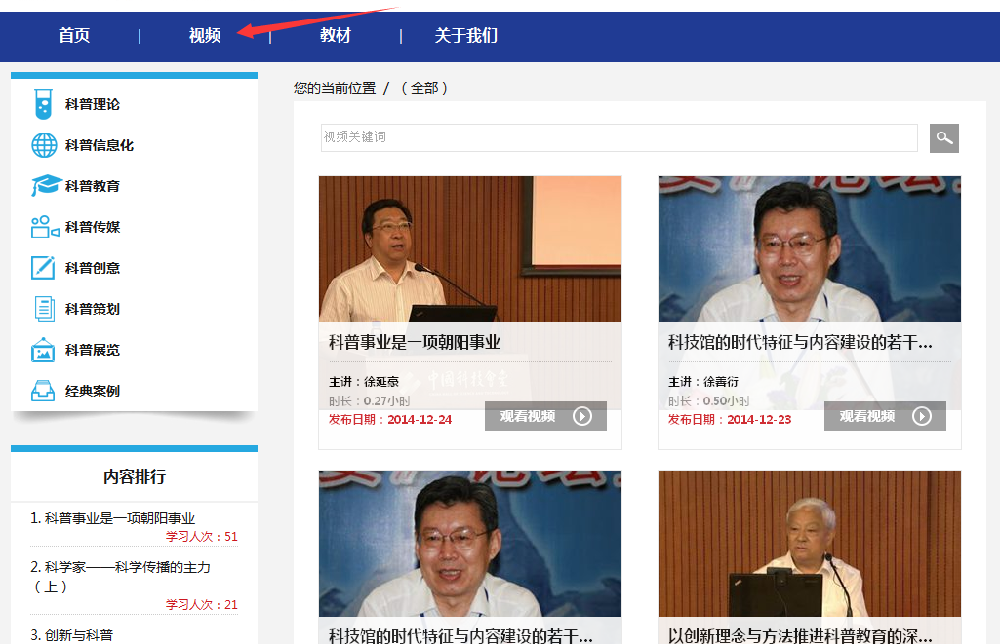 首页 | 视频 | 教材 | 关于我们
科普理论
科普信息化
科普教育
科普传媒
科普创意
科普策划
科普展览
经典案例
内容排行
1. 科普事业是一项朝阳事业
学习人次：51
2. 科学家——科学传播的主力
（上）
学习人次：21
3. 创新与科普
您的当前位置 / （ 全部 ）
视频关键词
科普事业是一项朝阳事业
主讲：徐延豪
时长：0.27小时
发布日期：2014-12-24
观看视频
科技馆的时代特征与内容建设的若干...
主讲：徐善衍
时长：0.50小时
发布日期：2014-12-23
观看视频
科技馆的时代特征与内容建设的若干...
以创新理念与方法推进科普教育的深...